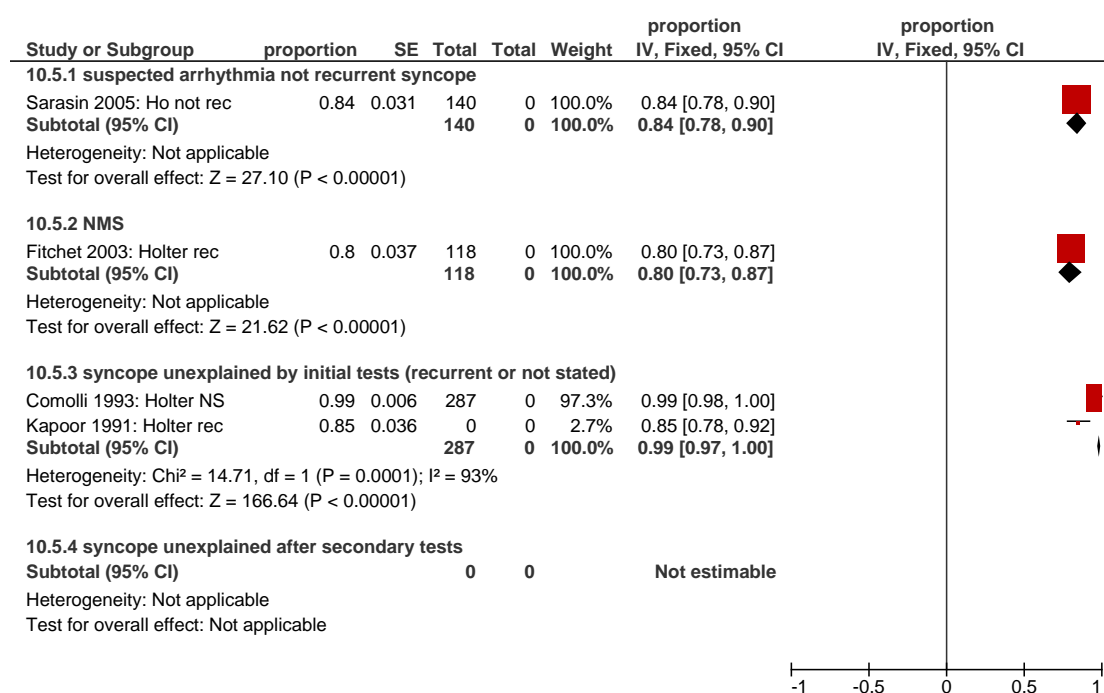 proportion proportion
Study or Subgroup proportion SE Total Total Weight IV, Fixed, 95% CI IV, Fixed, 95% CI
10.5.1 suspected arrhythmia not recurrent syncope
Sarasin 2005: Ho not rec 0.84 0.031 140 0 100.0% 0.84 [0.78, 0.90]
Subtotal (95% CI) 140 0 100.0% 0.84 [0.78, 0.90]
Heterogeneity: Not applicable
Test for overall effect: Z = 27.10 (P < 0.00001)
10.5.2 NMS
Fitchet 2003: Holter rec 0.8 0.037 118 0 100.0% 0.80 [0.73, 0.87]
Subtotal (95% CI) 118 0 100.0% 0.80 [0.73, 0.87]
Heterogeneity: Not applicable
Test for overall effect: Z = 21.62 (P < 0.00001)
10.5.3 syncope unexplained by initial tests (recurrent or not stated)
Comolli 1993: Holter NS 0.99 0.006 287 0 97.3% 0.99 [0.98, 1.00]
Kapoor 1991: Holter rec 0.85 0.036 0 0 2.7% 0.85 [0.78, 0.92]
Subtotal (95% CI) 287 0 100.0% 0.99 [0.97, 1.00]
Heterogeneity: Chi² = 14.71, df = 1 (P = 0.0001); I² = 93%
Test for overall effect: Z = 166.64 (P < 0.00001)
10.5.4 syncope unexplained after secondary tests
Subtotal (95% CI) 0 0 Not estimable
Heterogeneity: Not applicable
Test for overall effect: Not applicable
-1 -0.5 0 0.5 1